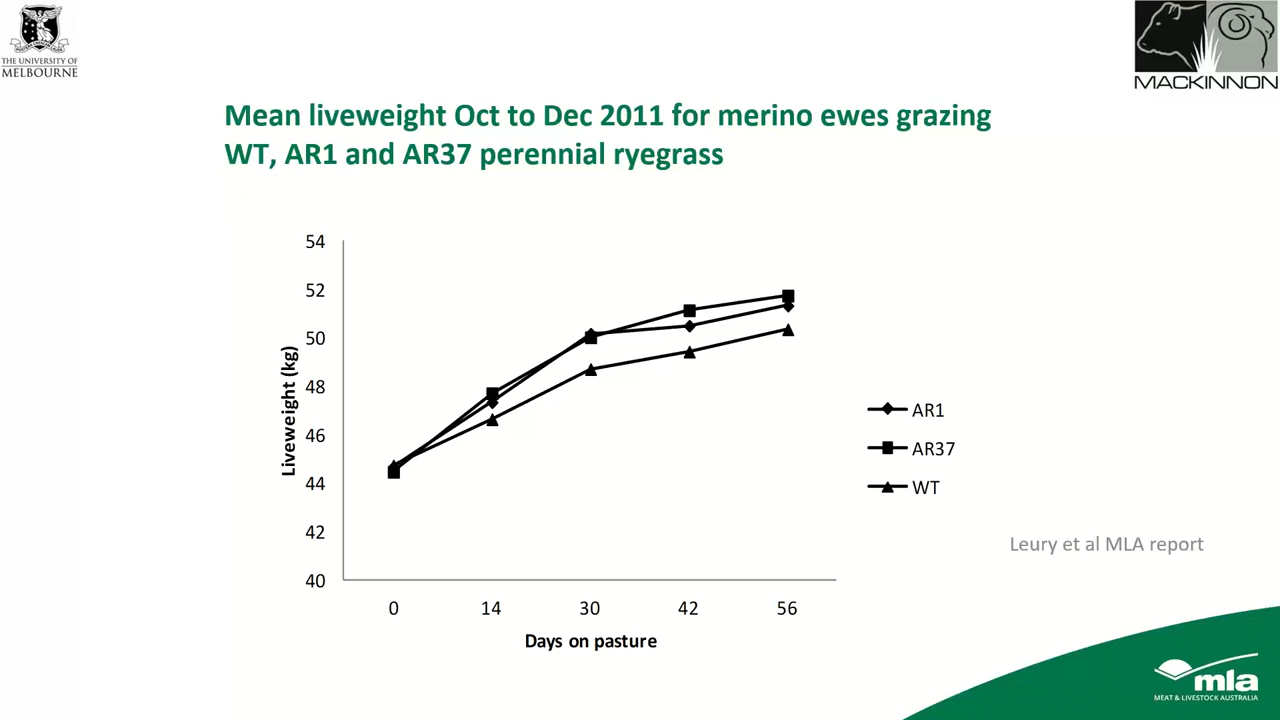 THE UNIVERSITY OF
MELBOURNE
MACKINNON
Mean liveweight Oct to Dec 2011 for merino ewes grazing
WT, AR1 and AR37 perennial ryegrass
54
52
50
48
46
44
42
40
Liveweight (kg)
0 14 30 42 56
Days on pasture
AR1
AR37
WT
Leury et al MLA report
mla
MEAT & LIVESTOCK AUSTRALIA